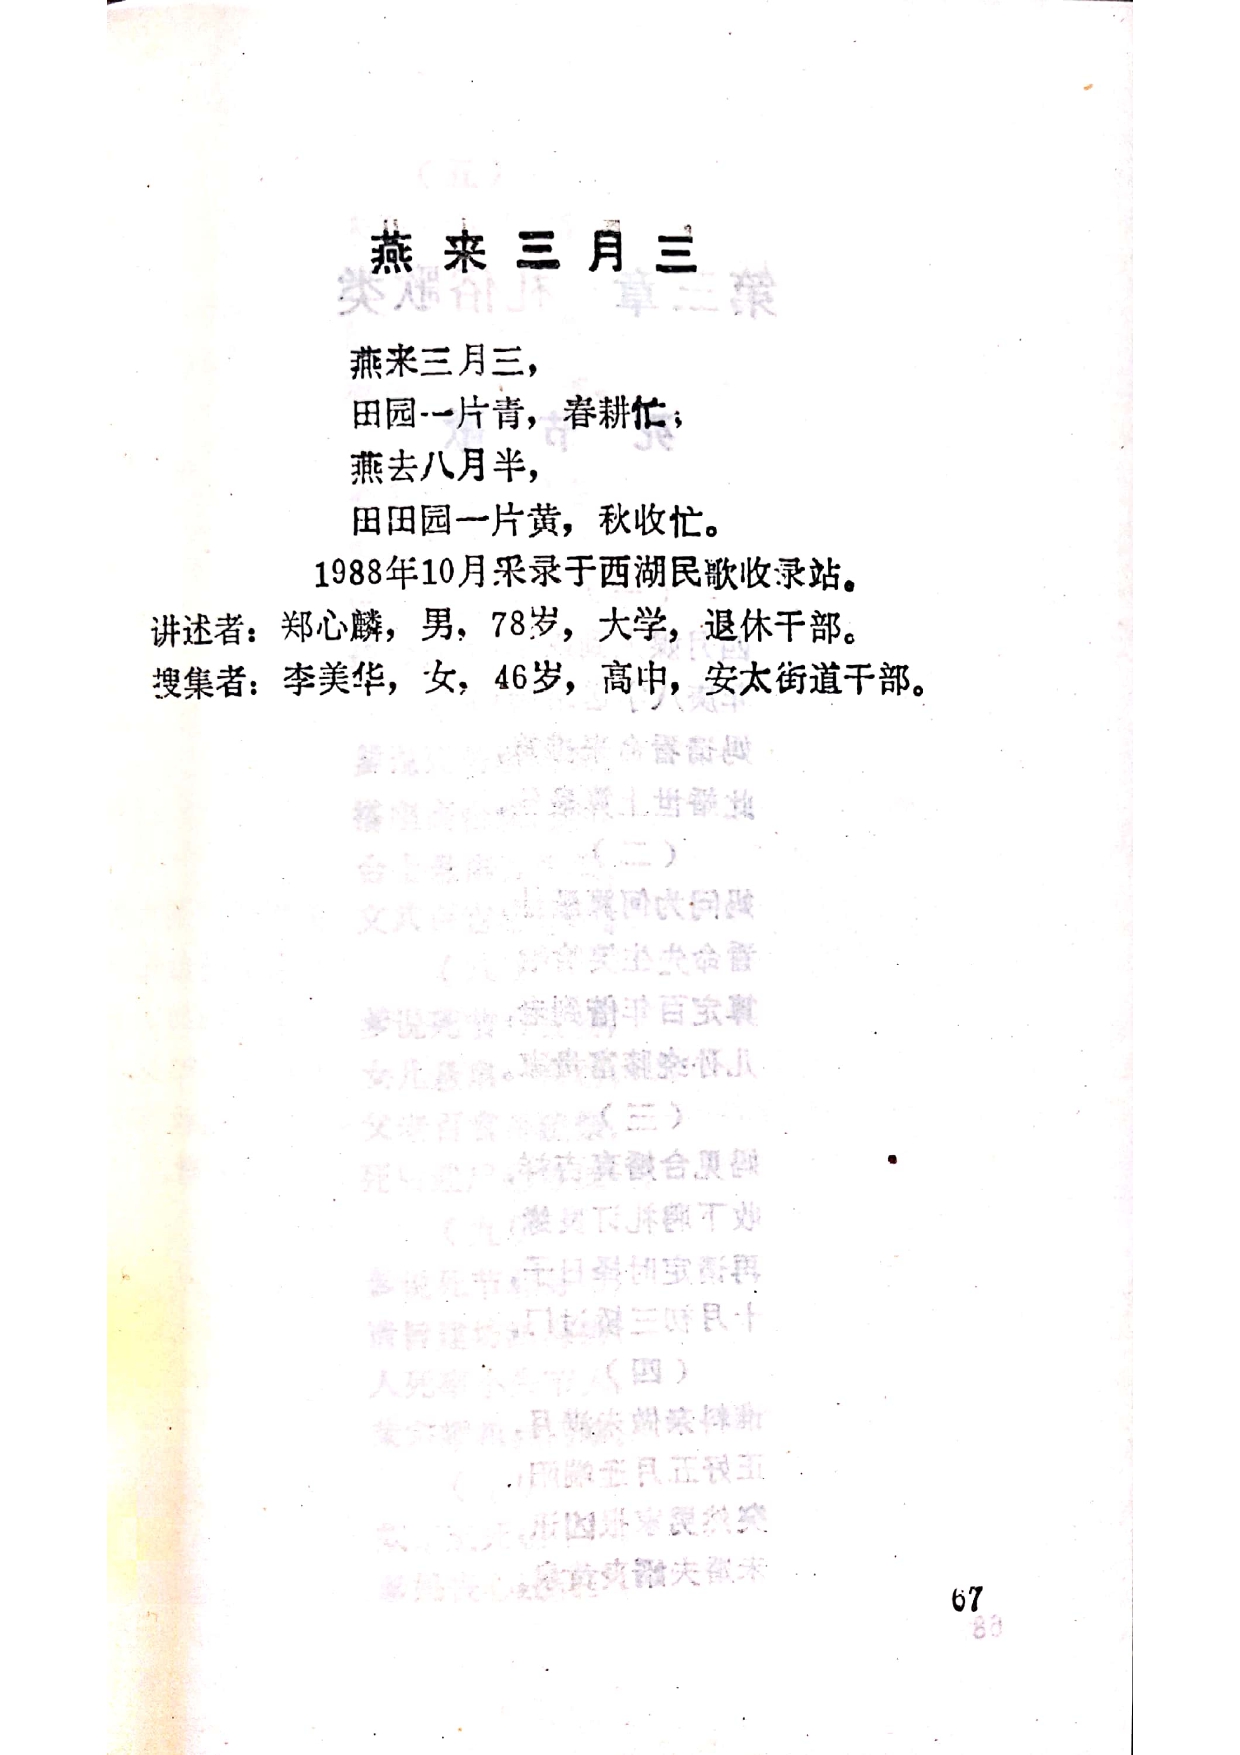 燕来三月三
燕来三月三，
田园一片青，春耕忙；
燕去八月半，
田田园一片黄，秋收忙。
1988年10月采录于西湖民歌收录站。
讲述者：郑心麟，男，78岁，大学，退休干部。
搜集者：李美华，女，46岁，高中，安太街道干部。
67